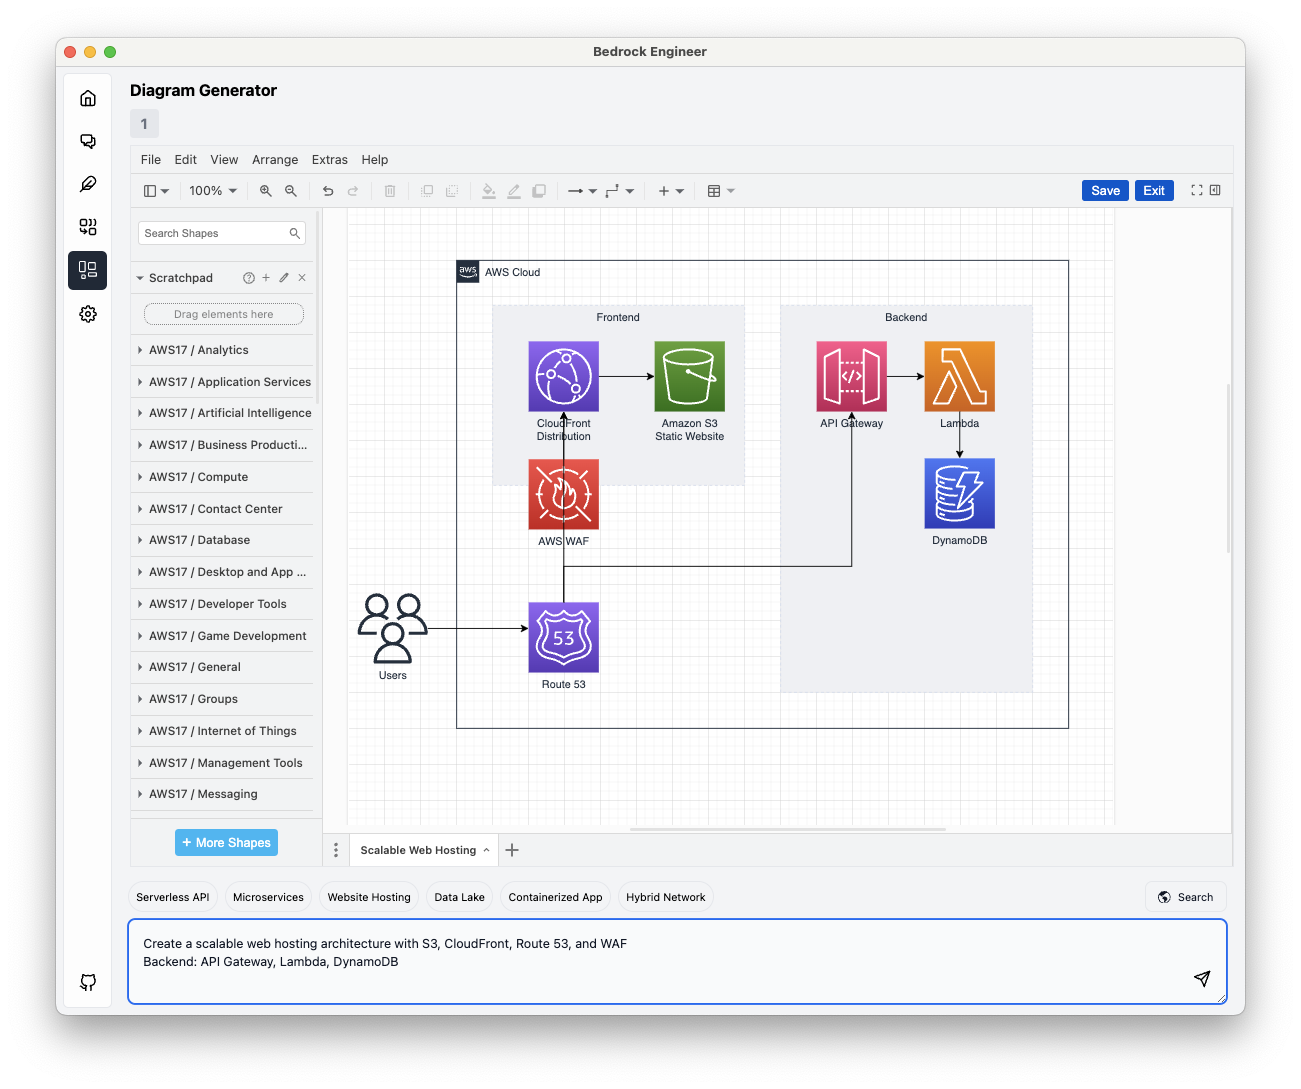 Bedrock Engineer
Diagram Generator
1
File Edit View Arrange Extras Help
100%
Save Exit
Search Shapes
Scratchpad
Drag elements here
AWS17 / Analytics
AWS17 / Application Services
AWS17 / Artificial Intelligence
AWS17 / Business Producti...
AWS17 / Compute
AWS17 / Contact Center
AWS17 / Database
AWS17 / Desktop and App ...
AWS17 / Developer Tools
AWS17 / Game Development
AWS17 / General
AWS17 / Groups
AWS17 / Internet of Things
AWS17 / Management Tools
AWS17 / Messaging
+ More Shapes
aws AWS Cloud
Frontend
CloudFront
Distribution
Amazon S3
Static Website
AWS WAF
Backend
</>
API Gateway
Lambda
DynamoDB
Users
53
Route 53
Scalable Web Hosting
Serverless API Microservices Website Hosting Data Lake Containerized App Hybrid Network
Search
Create a scalable web hosting architecture with S3, CloudFront, Route 53, and WAF
Backend: API Gateway, Lambda, DynamoDB